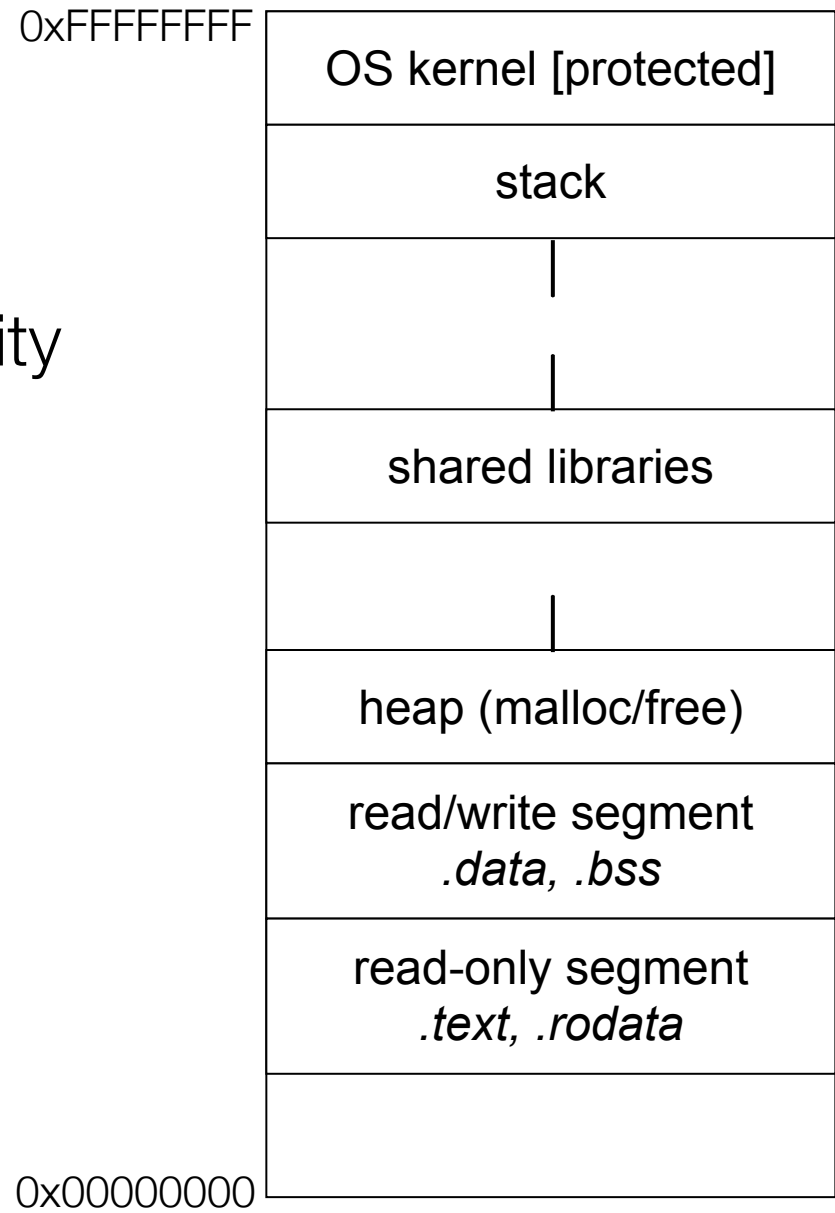 0xFFFFFFFF
OS kernel [protected]
stack
ity
shared libraries
heap (malloc/free)
read/write segment
.data, .bss
read-only segment
.text, .rodata
0x00000000